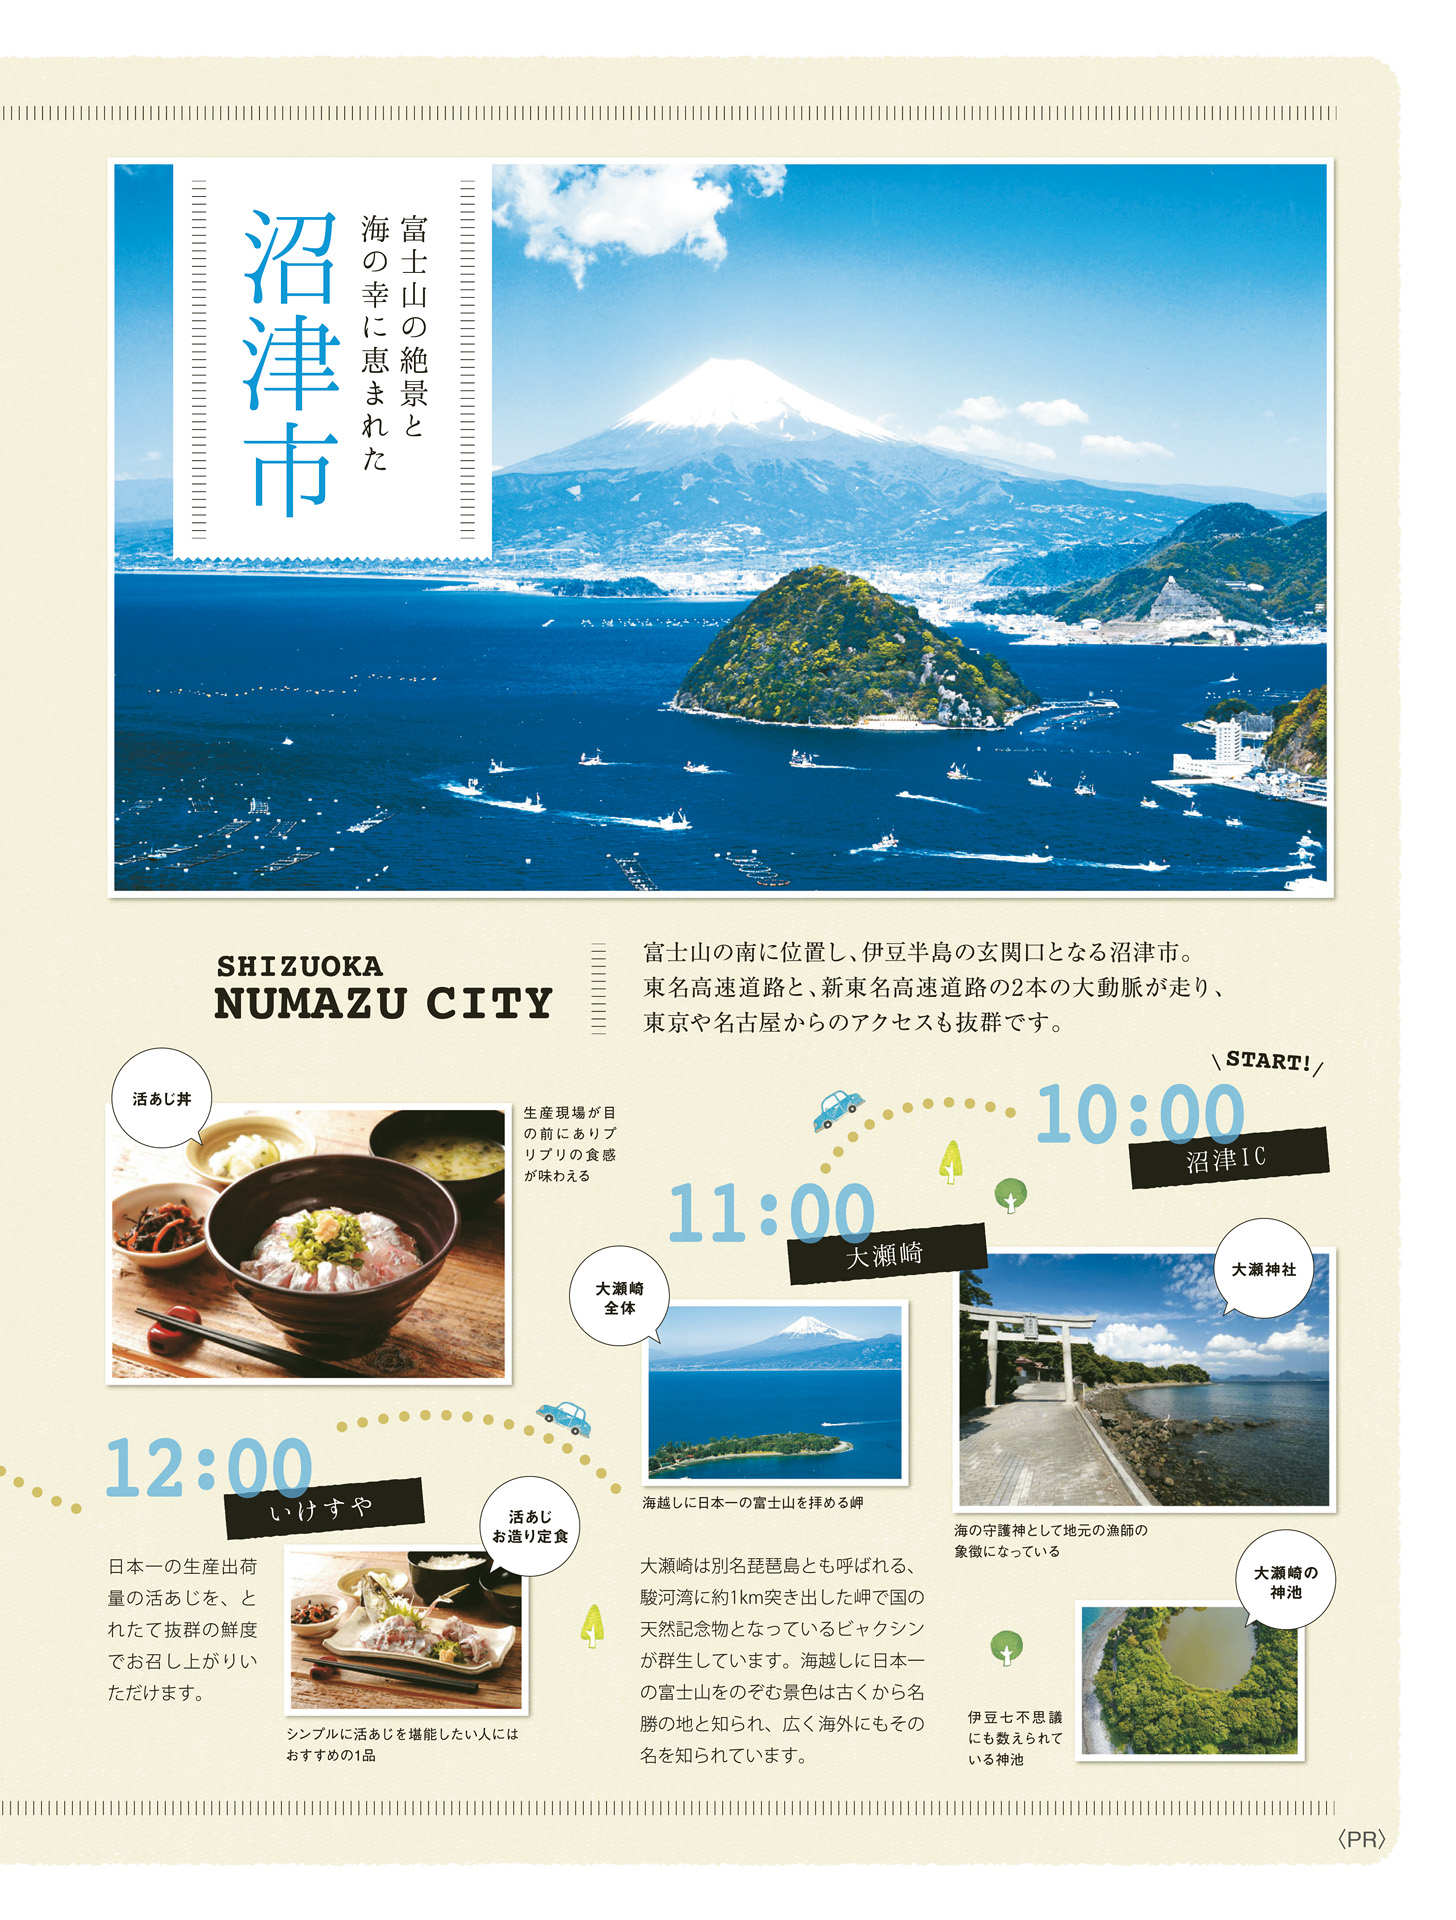 富士山の絶景と
海の幸に恵まれた
沼津市
SHIZUOKA
NUMAZU CITY
富士山の南に位置し、伊豆半島の玄関口となる沼津市。
東名高速道路と、新東名高速道路の2本の大動脈が走り、
東京や名古屋からのアクセスも抜群です。
START!
10:00
沼津IC
11:00
大瀬崎
大瀬神社
海の守護神として地元の漁師の
象徴になっている
大瀬崎
全体
海越しに日本一の富士山を拝める岬
大瀬崎は別名琵琶島とも呼ばれる、
駿河湾に約1km突き出した岬で国の
天然記念物となっているビャクシン
が群生しています。海越しに日本一
の富士山をのぞむ景色は古くから名
勝の地と知られ、広く海外にもその
名を知られています。
大瀬崎の
神池
伊豆七不思議
にも数えられて
いる神池
活あじ丼
生産現場が目
の前にありプ
リプリの食感
が味わえる
12:00
いけすや
日本一の生産出荷
量の活あじを、と
れたて抜群の鮮度
でお召し上がりい
ただけます。
活あじ
お造り定食
シンプルに活あじを堪能したい人には
おすすめの1品
〈PR〉